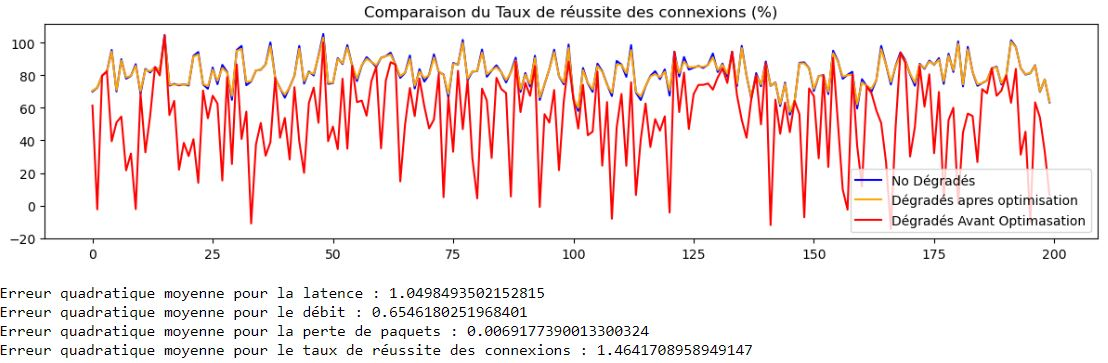 Comparaison du Taux de réussite des connexions (%)
100
80
60
40
20
0
−20
0 25 50 75 100 125 150 175 200
No Dégradés
Dégradés apres optimisation
Dégradés Avant Optimasation
Erreur quadratique moyenne pour la latence : 1.0498493502152815
Erreur quadratique moyenne pour le débit : 0.6546180251968401
Erreur quadratique moyenne pour la perte de paquets : 0.0069177390013300324
Erreur quadratique moyenne pour le taux de réussite des connexions : 1.4641708958949147